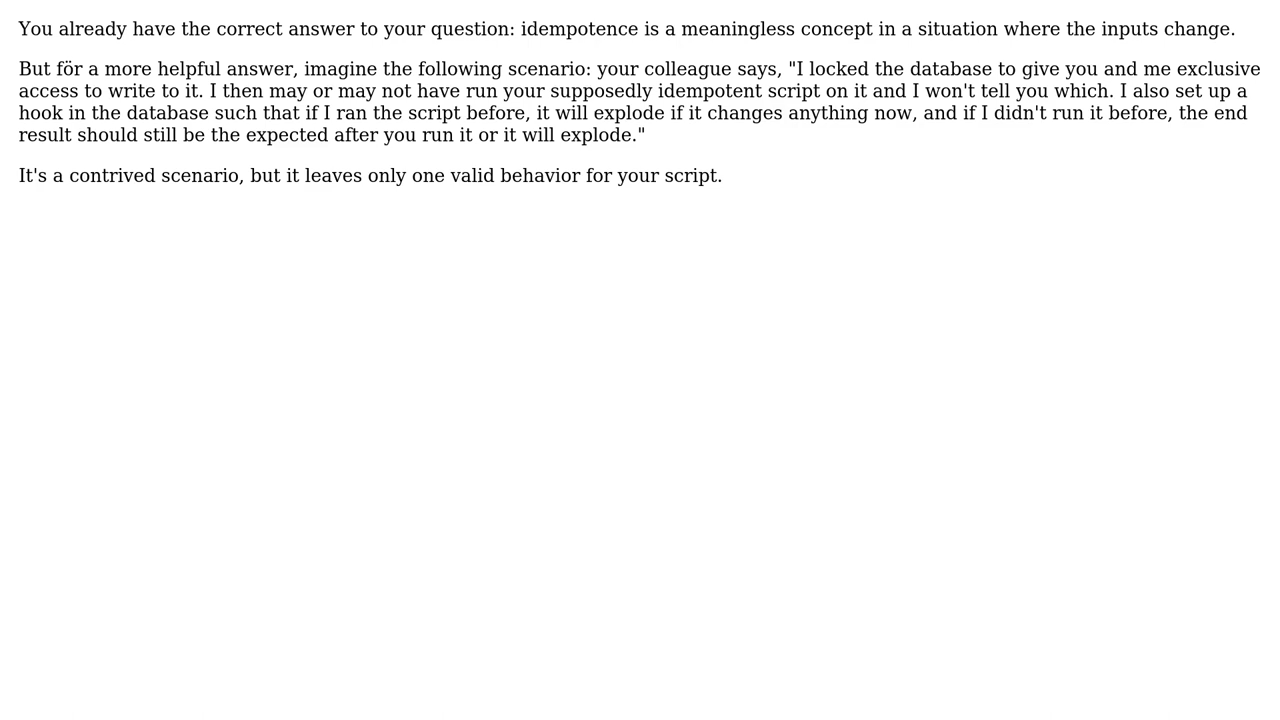 You already have the correct answer to your question: idempotence is a meaningless concept in a situation where the inputs change.
But för a more helpful answer, imagine the following scenario: your colleague says, "I locked the database to give you and me exclusive
access to write to it. I then may or may not have run your supposedly idempotent script on it and I won't tell you which. I also set up a
hook in the database such that if I ran the script before, it will explode if it changes anything now, and if I didn't run it before, the end
result should still be the expected after you run it or it will explode."
It's a contrived scenario, but it leaves only one valid behavior for your script.